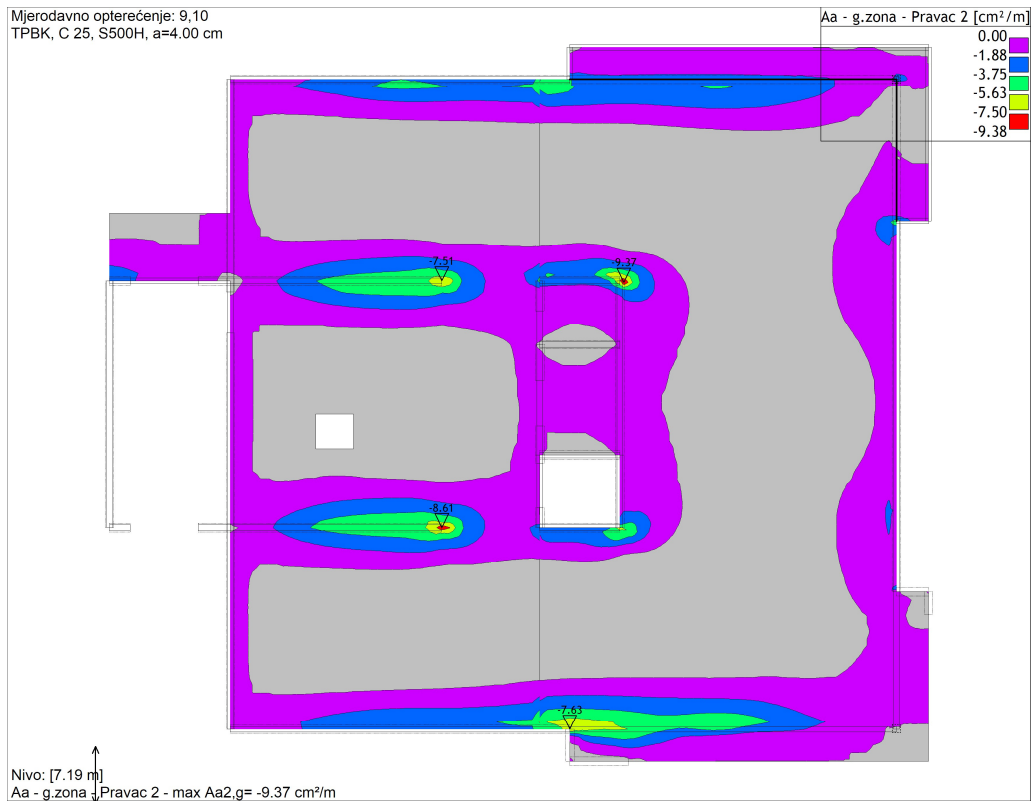 Mjerodavno opterećenje: 9,10
TPBK, C 25, S500H, a=4.00 cm
Aa - g.zona - Pravac 2 [cm²/m]
0.00
-1.88
-3.75
-5.63
-7.50
-9.38
-7.51
-9.37
-8.61
-7.63
Nivo: [7.19 m]
Aa - g.zona - Pravac 2 - max Aa2,g= -9.37 cm²/m